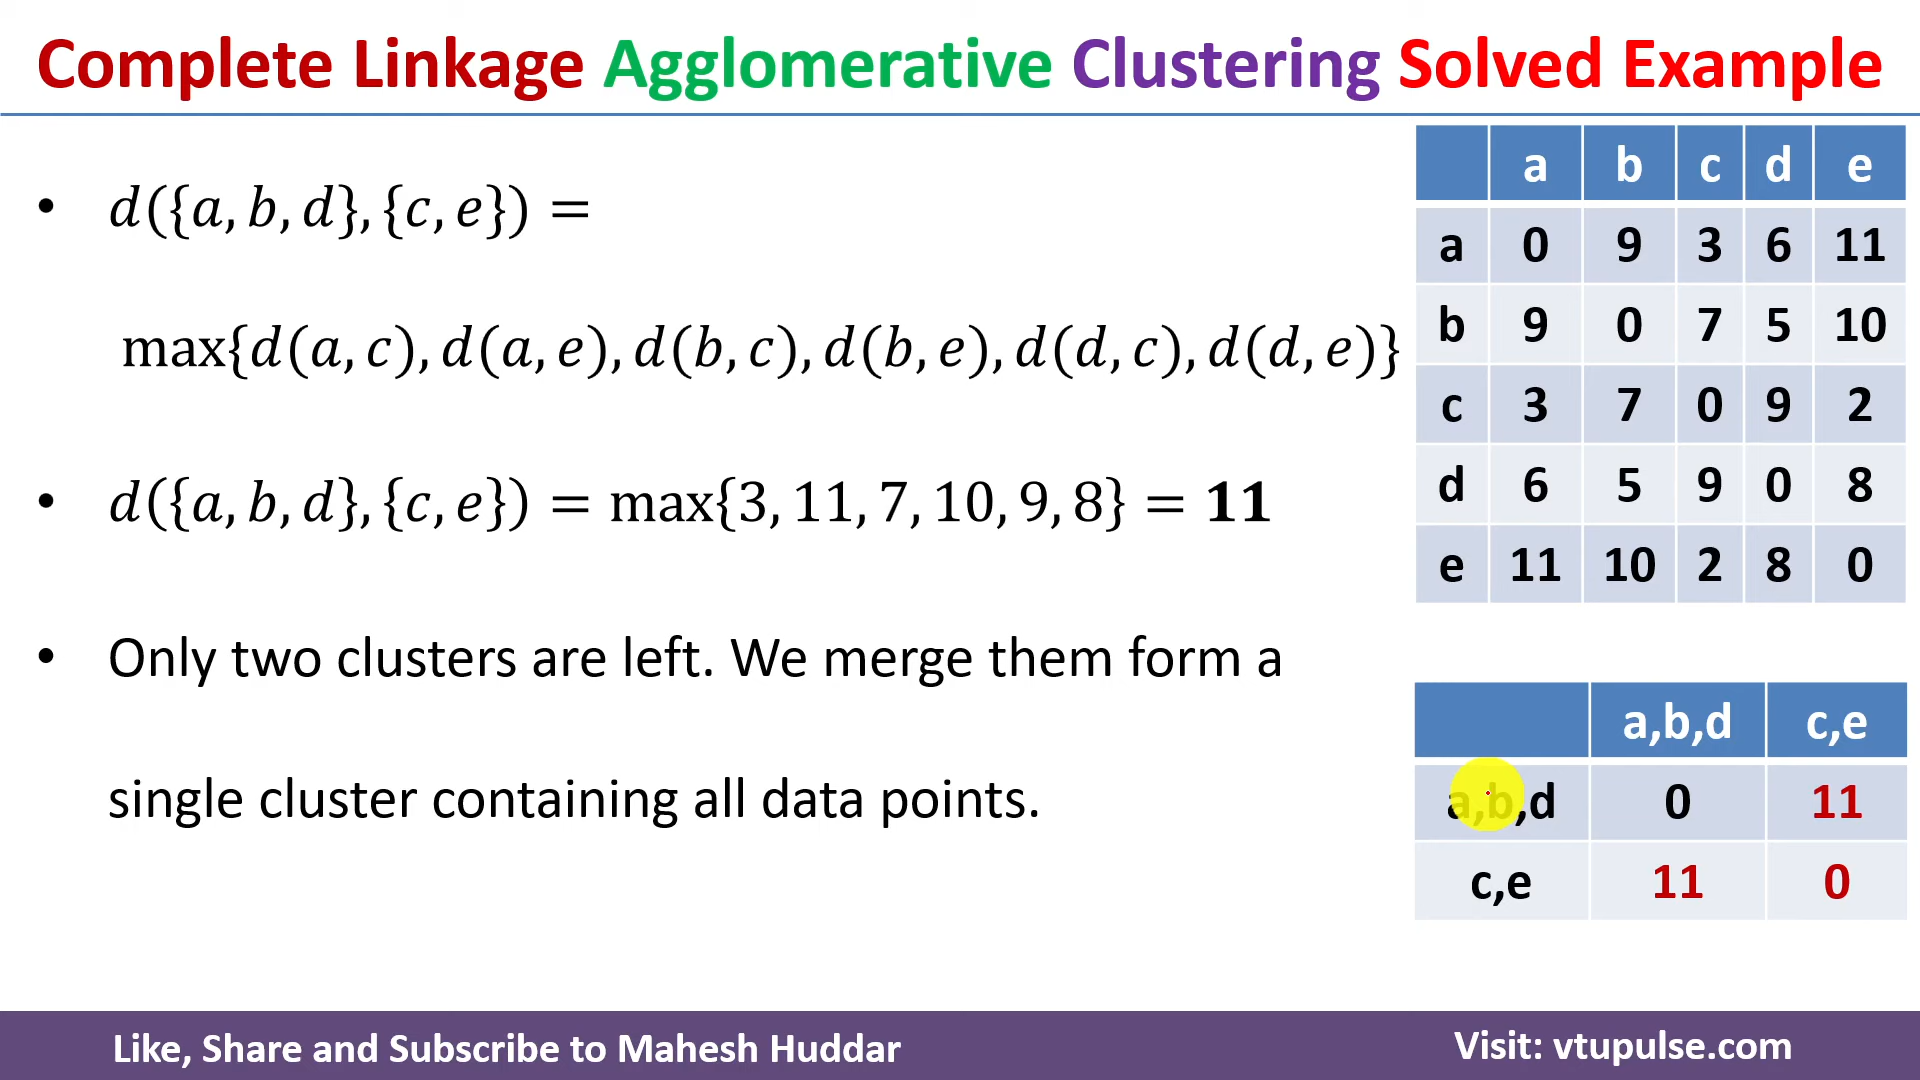 Complete Linkage Agglomerative Clustering Solved Example
• d({a, b, d}, {c, e}) =
max{d(a, c), d(a, e), d(b, c), d(b, e), d(d, c), d(d, e)}
• d({a, b, d}, {c, e}) = max{3, 11, 7, 10, 9, 8} = 11
• Only two clusters are left. We merge them form a
single cluster containing all data points.
a b c d e
a 0 9 3 6 11
b 9 0 7 5 10
c 3 7 0 9 2
d 6 5 9 0 8
e 11 10 2 8 0
a,b,d c,e
a,b,d 0 11
c,e 11 0
Like, Share and Subscribe to Mahesh Huddar
Visit: vtupulse.com